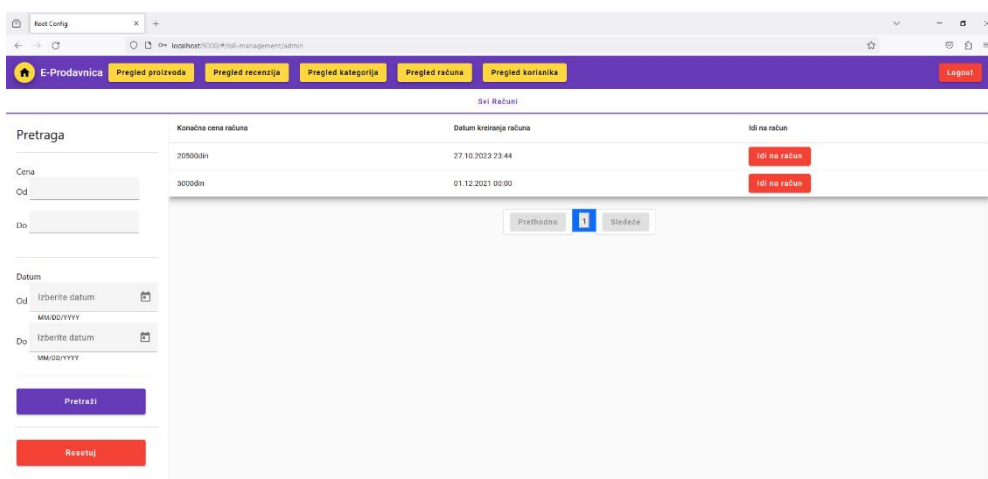 Root Config
localhost:9000/#/bill-management/admin
E-Prodavnica Pregled proizvoda Pregled recenzija Pregled kategorija Pregled računa Pregled korisnika Logout
Svi Računi
Pretraga
Konačna cena računa Datum kreiranja računa Idi na račun
20500din 27.10.2023 23:44 Idi na račun
5000din 01.12.2021 00:00 Idi na račun
Prethodno 1 Sledeće
Cena
Od
Do
Datum
Od Izberite datum
MM/DD/YYYY
Do Izberite datum
MM/DD/YYYY
Pretraži
Resetuj